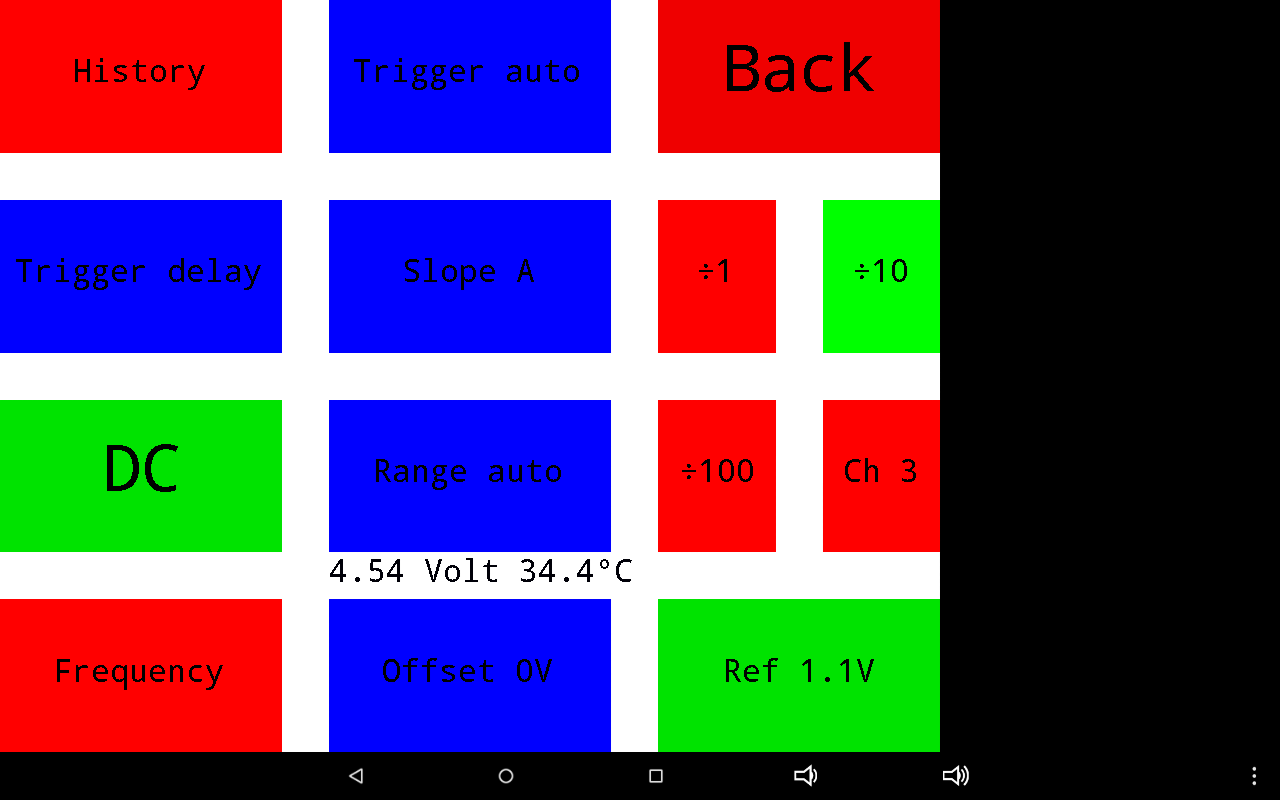 History
Trigger auto
Back
Trigger delay
Slope A
÷1
÷10
DC
Range auto
÷100
Ch 3
4.54 Volt 34.4°C
Frequency
Offset 0V
Ref 1.1V